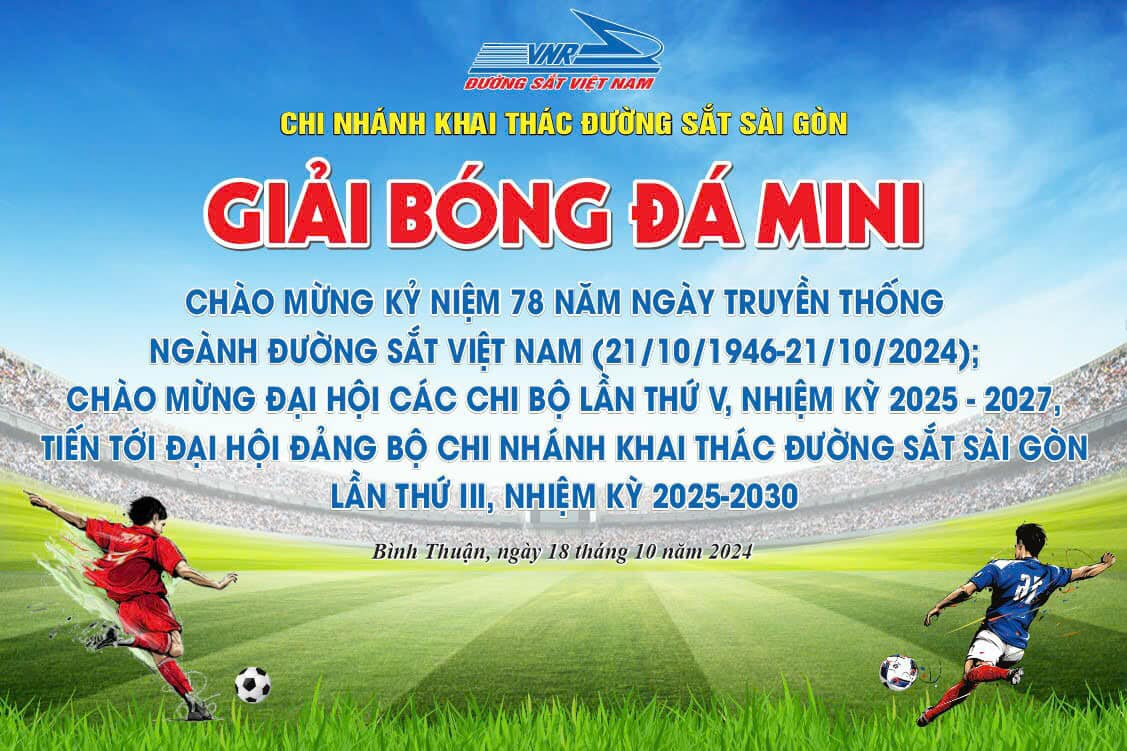 VNR
ĐƯỜNG SẮT VIỆT NAM
CHI NHÁNH KHAI THÁC ĐƯỜNG SẮT SÀI GÒN
GIẢI BÓNG ĐÁ MINI
CHÀO MỪNG KỶ NIỆM 78 NĂM NGÀY TRUYỀN THỐNG
NGÀNH ĐƯỜNG SẮT VIỆT NAM (21/10/1946-21/10/2024);
CHÀO MỪNG ĐẠI HỘI CÁC CHI BỘ LẦN THỨ V, NHIỆM KỲ 2025 - 2027,
TIẾN TỚI ĐẠI HỘI ĐẢNG BỘ CHI NHÁNH KHAI THÁC ĐƯỜNG SẮT SÀI GÒN
LẦN THỨ III, NHIỆM KỲ 2025-2030
Bình Thuận, ngày 18 tháng 10 năm 2024